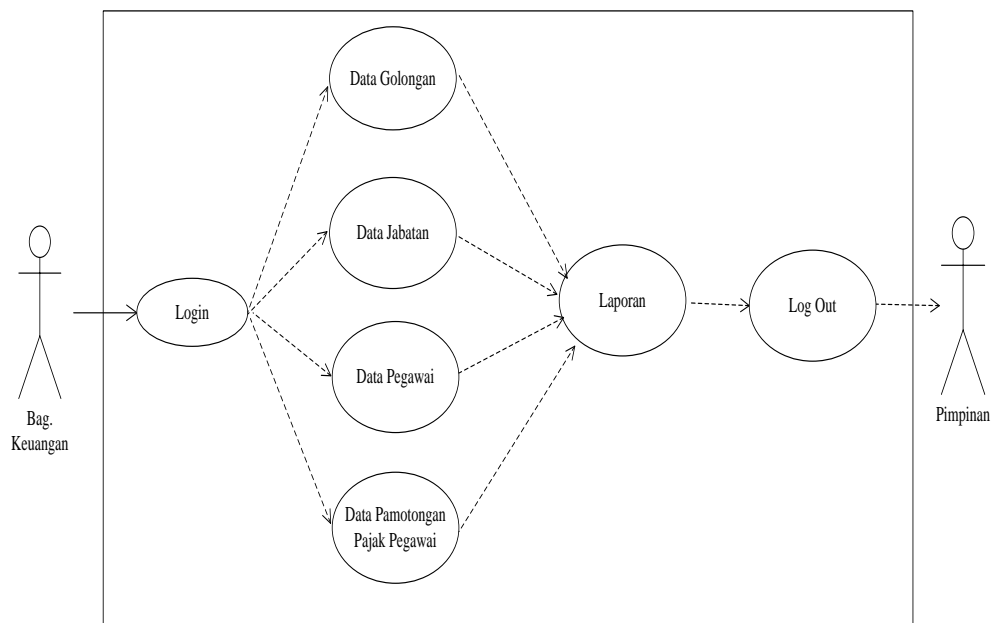 Data Golongan
Data Jabatan
Login
Laporan
Log Out
Data Pegawai
Bag.
Keuangan
Pimpinan
Data Pamotongan
Pajak Pegawai